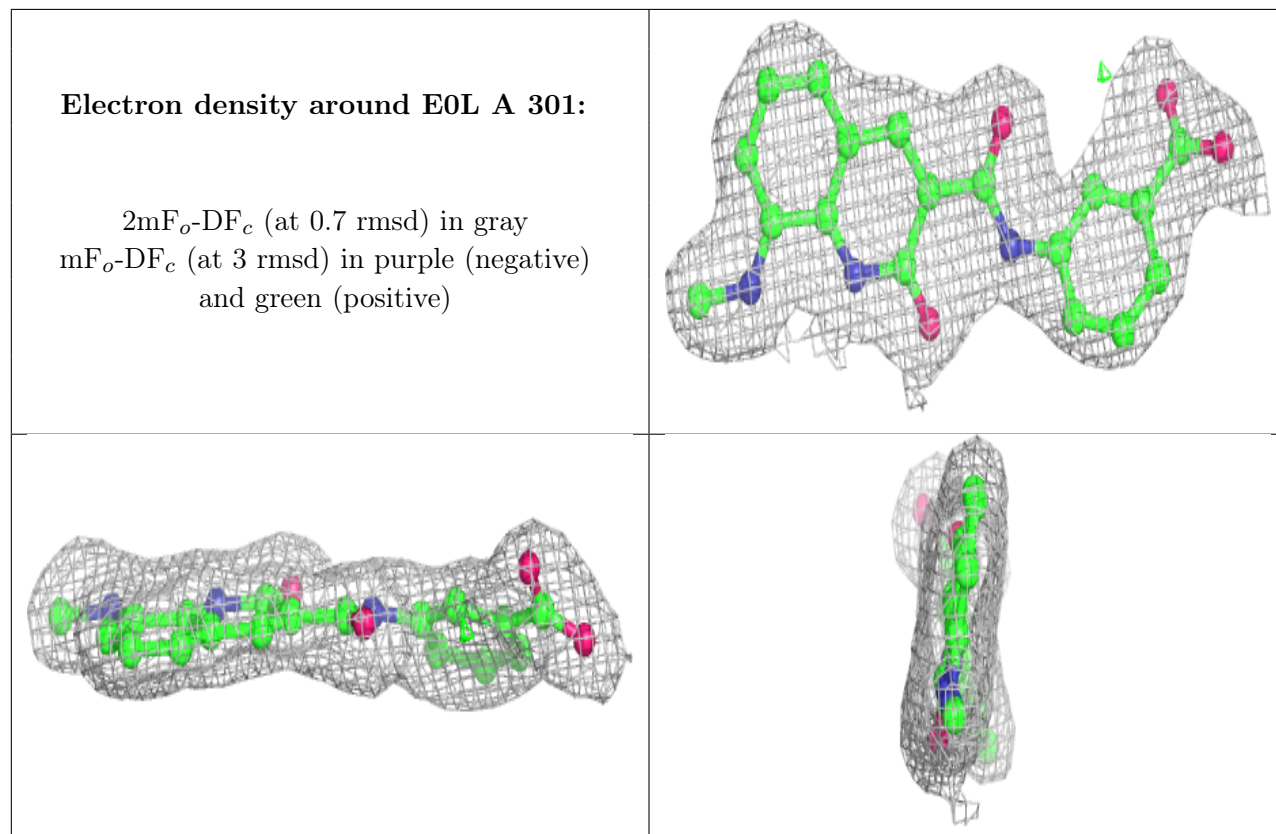 Electron density around E0L A 301:
2mFo-DFc (at 0.7 rmsd) in gray
mFo-DFc (at 3 rmsd) in purple (negative)
and green (positive)